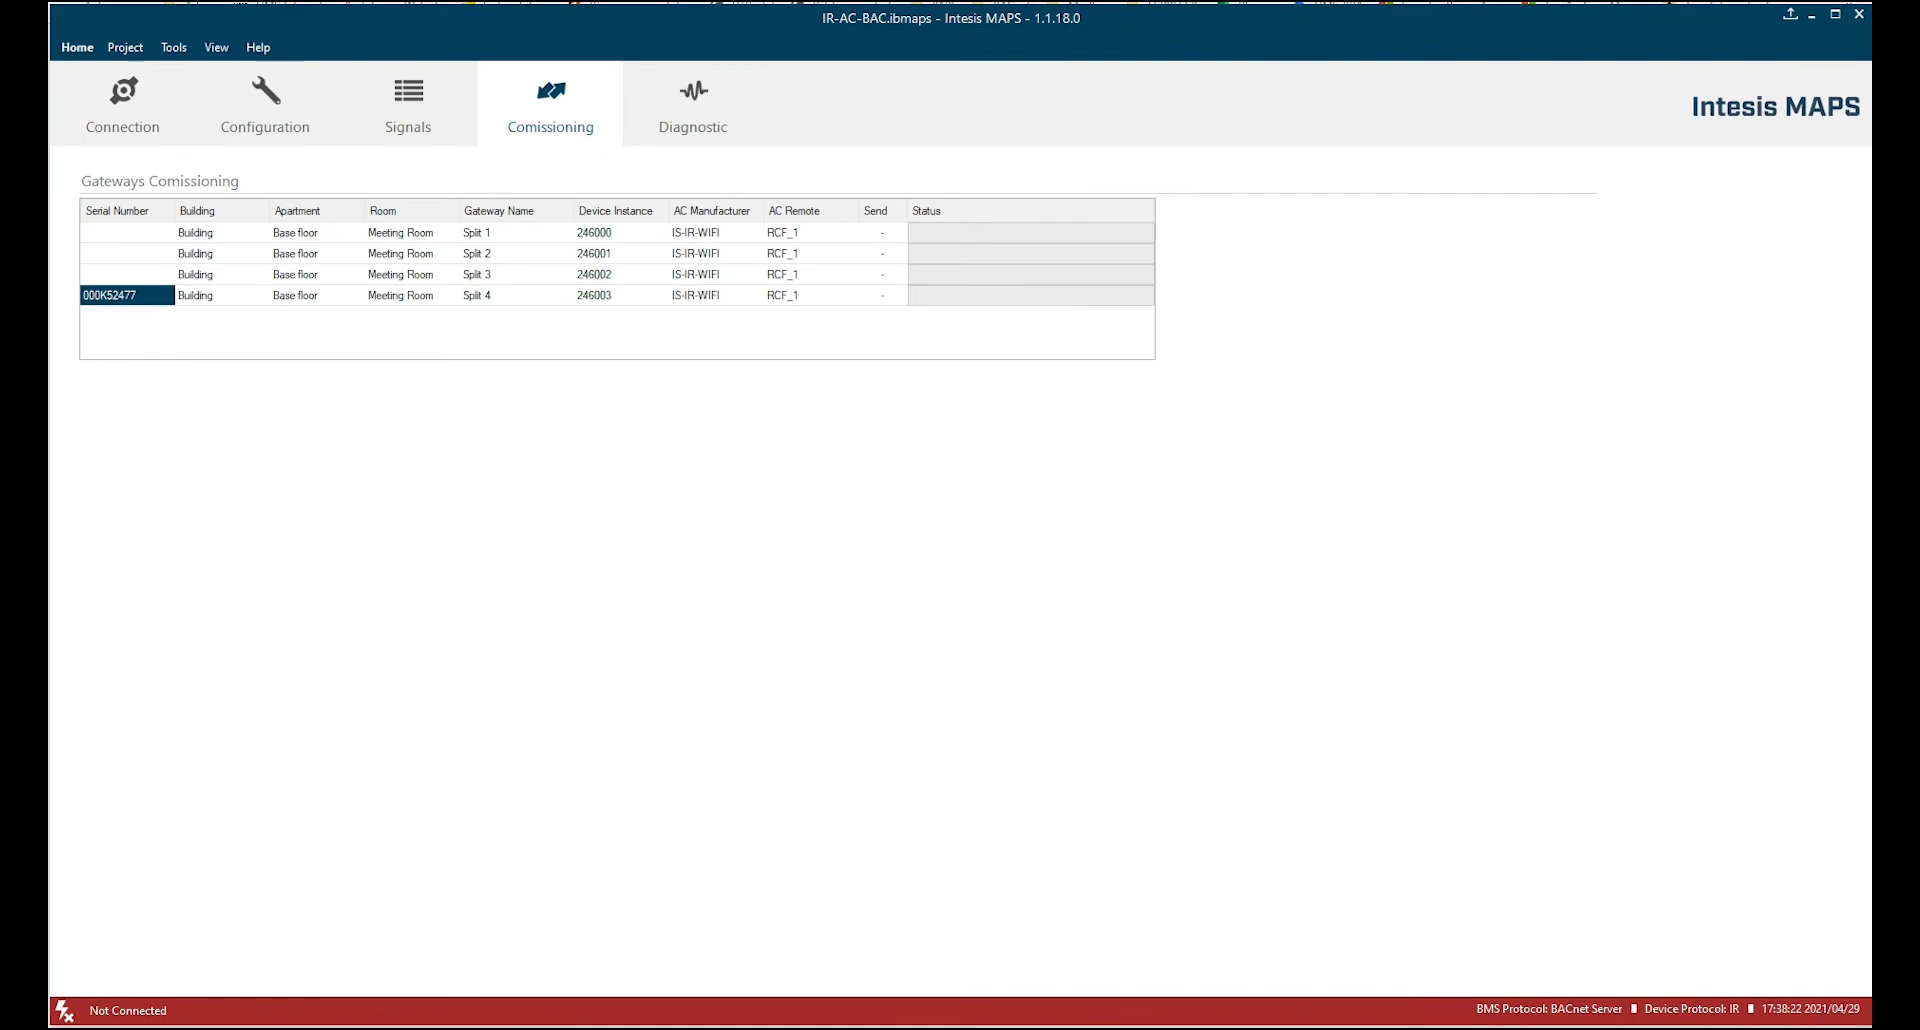 IR-AC-BAC.ibmaps - Intesis MAPS - 1.1.18.0
Home Project Tools View Help
Connection Configuration Signals Comissioning Diagnostic
Intesis MAPS
Gateways Comissioning
Serial Number Building Apartment Room Gateway Name Device Instance AC Manufacturer AC Remote Send Status
Building Base floor Meeting Room Split 1 246000 IS-IR-WIFI RCF_1 -
Building Base floor Meeting Room Split 2 246001 IS-IR-WIFI RCF_1 -
Building Base floor Meeting Room Split 3 246002 IS-IR-WIFI RCF_1 -
000K52477 Building Base floor Meeting Room Split 4 246003 IS-IR-WIFI RCF_1 -
Not Connected
BMS Protocol: BACnet Server Device Protocol: IR 17:38:22 2021/04/29